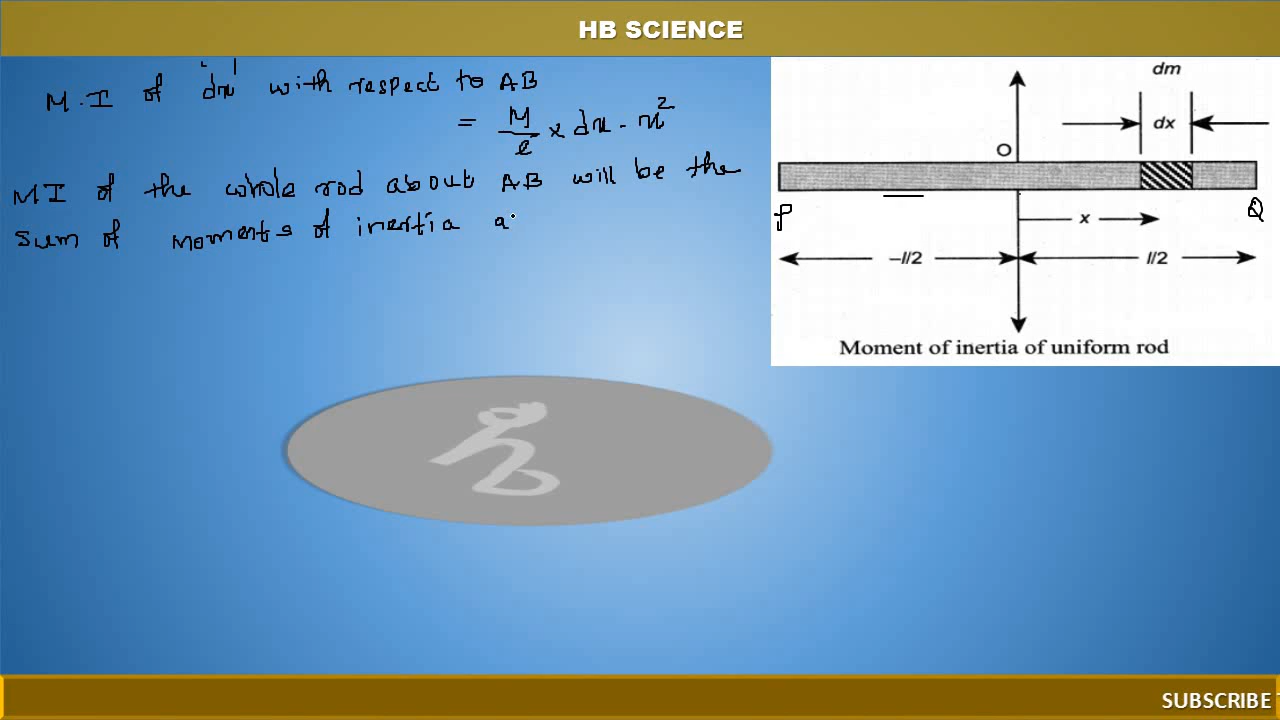 HB SCIENCE
M.I of dx with respect to AB
= M/l × dx . x²
MI of the whole rod about AB will be the
sum of moments of inertia a
dm
dx
O
P
Q
x
–l/2
l/2
Moment of inertia of uniform rod
hb
SUBSCRIBE